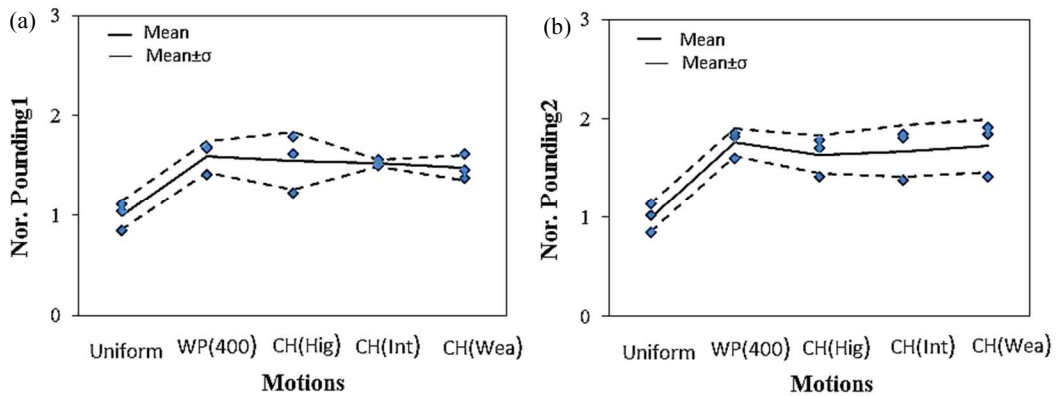 (a)
3
2
1
0
Nor. Pounding1
Mean
Mean±σ
Uniform WP(400) CH(Hig) CH(Int) CH(Wea)
Motions
(b)
3
2
1
0
Nor. Pounding2
Mean
Mean±σ
Uniform WP(400) CH(Hig) CH(Int) CH(Wea)
Motions